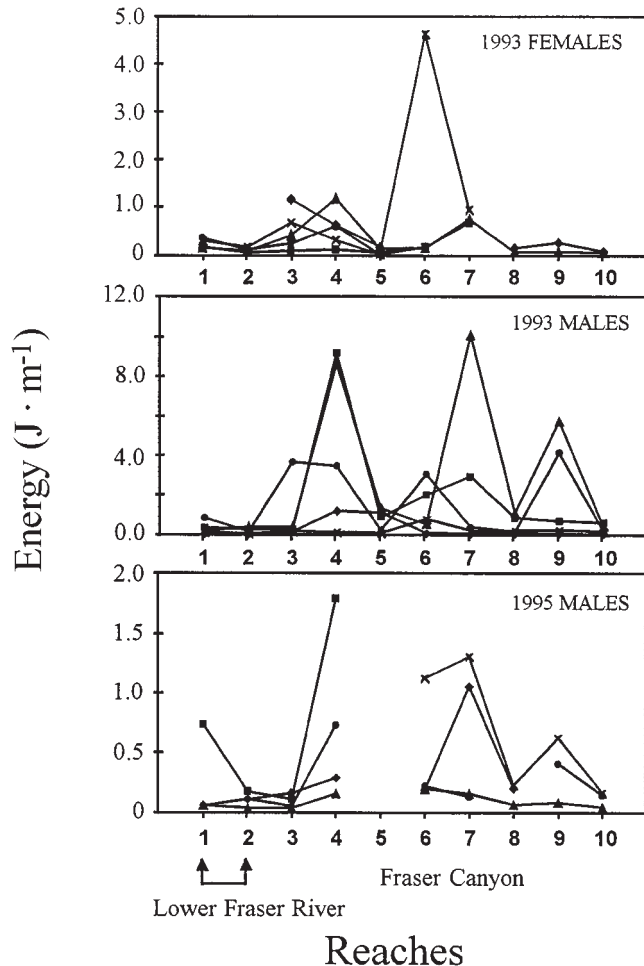 Energy (J · m⁻¹)
1993 FEMALES
5.0
4.0
3.0
2.0
1.0
0
1 2 3 4 5 6 7 8 9 10
1993 MALES
12.0
8.0
4.0
0.0
1 2 3 4 5 6 7 8 9 10
1995 MALES
2.0
1.5
1.0
0.5
0
1 2 3 4 5 6 7 8 9 10
Fraser Canyon
Lower Fraser River
Reaches